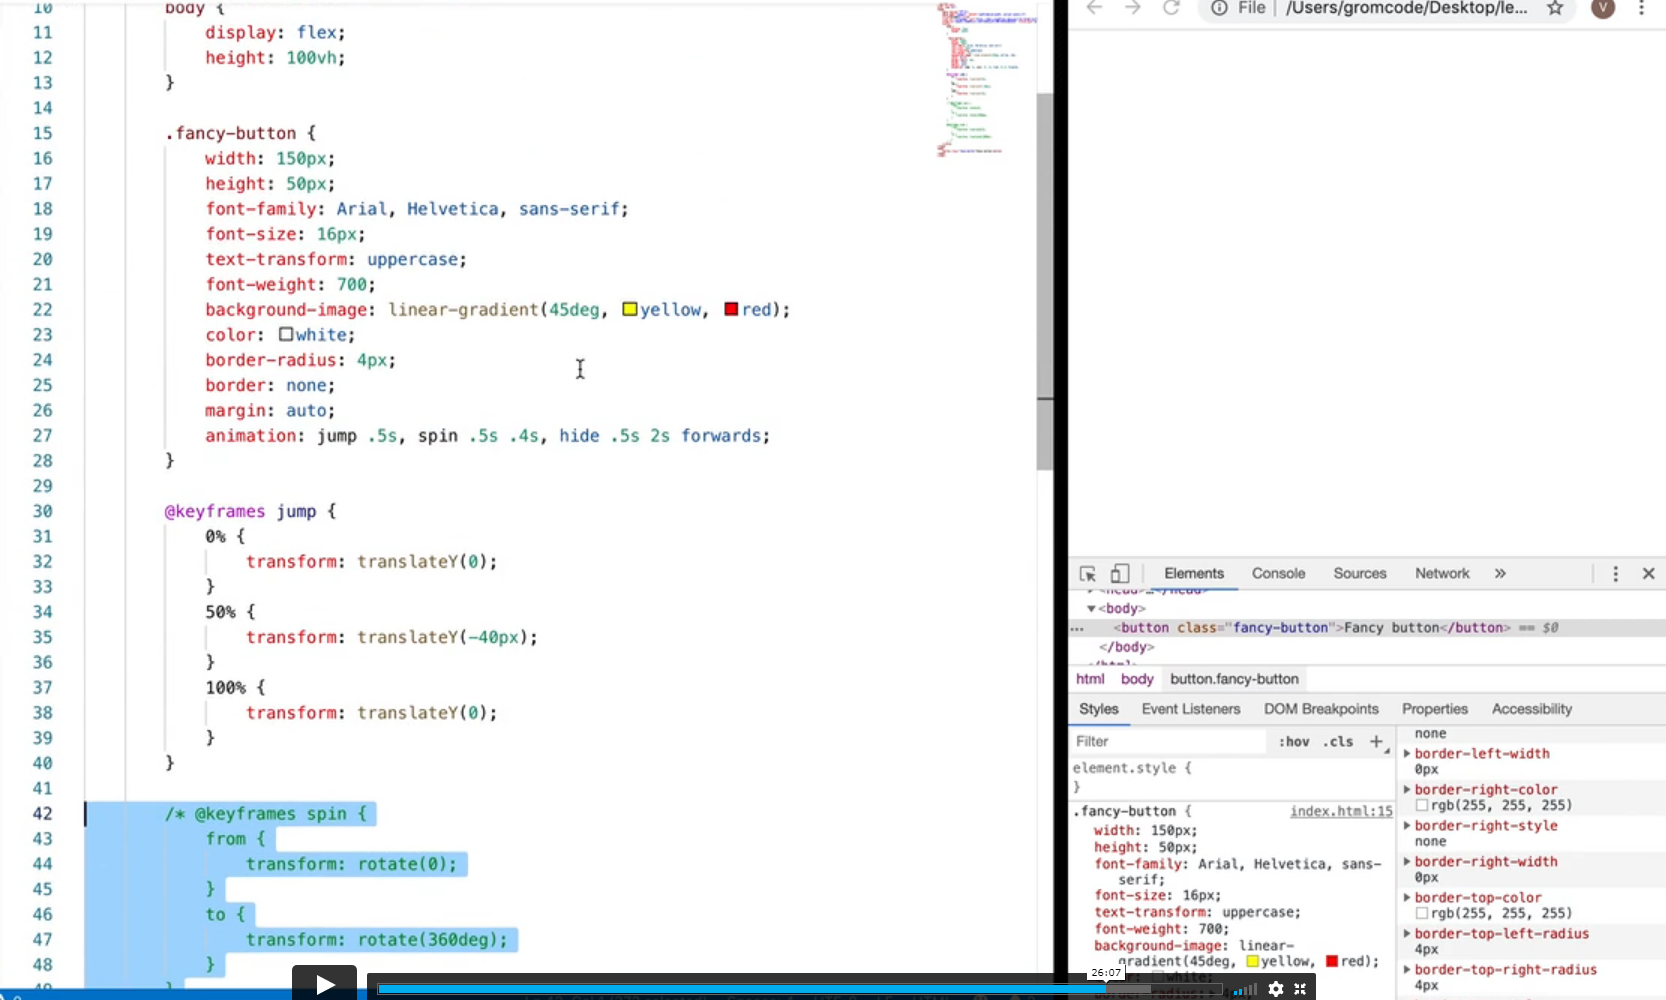 10 body {
11 display: flex;
12 height: 100vh;
13 }
14
15 .fancy-button {
16 width: 150px;
17 height: 50px;
18 font-family: Arial, Helvetica, sans-serif;
19 font-size: 16px;
20 text-transform: uppercase;
21 font-weight: 700;
22 background-image: linear-gradient(45deg, yellow, red);
23 color: white;
24 border-radius: 4px;
25 border: none;
26 margin: auto;
27 animation: jump .5s, spin .5s .4s, hide .5s 2s forwards;
28 }
29
30 @keyframes jump {
31 0% {
32 transform: translateY(0);
33 }
34 50% {
35 transform: translateY(-40px);
36 }
37 100% {
38 transform: translateY(0);
39 }
40 }
41
42 /* @keyframes spin {
43 from {
44 transform: rotate(0);
45 }
46 to {
47 transform: rotate(360deg);
48 }
49 }
26:07
File | /Users/gromcode/Desktop/le... V
Elements Console Sources Network »
<head>…</head>
▼<body>
... <button class="fancy-button">Fancy button</button> == $0
</body>
</html>
html body button.fancy-button
Styles Event Listeners DOM Breakpoints Properties Accessibility
Filter :hov .cls +
element.style {
}
.fancy-button { index.html:15
width: 150px;
height: 50px;
font-family: Arial, Helvetica, sans-
serif;
font-size: 16px;
text-transform: uppercase;
font-weight: 700;
background-image: linear-
gradient(45deg, yellow, red);
none
border-left-width
0px
border-right-color
rgb(255, 255, 255)
border-right-style
none
border-right-width
0px
border-top-color
rgb(255, 255, 255)
border-top-left-radius
4px
border-top-right-radius
4px